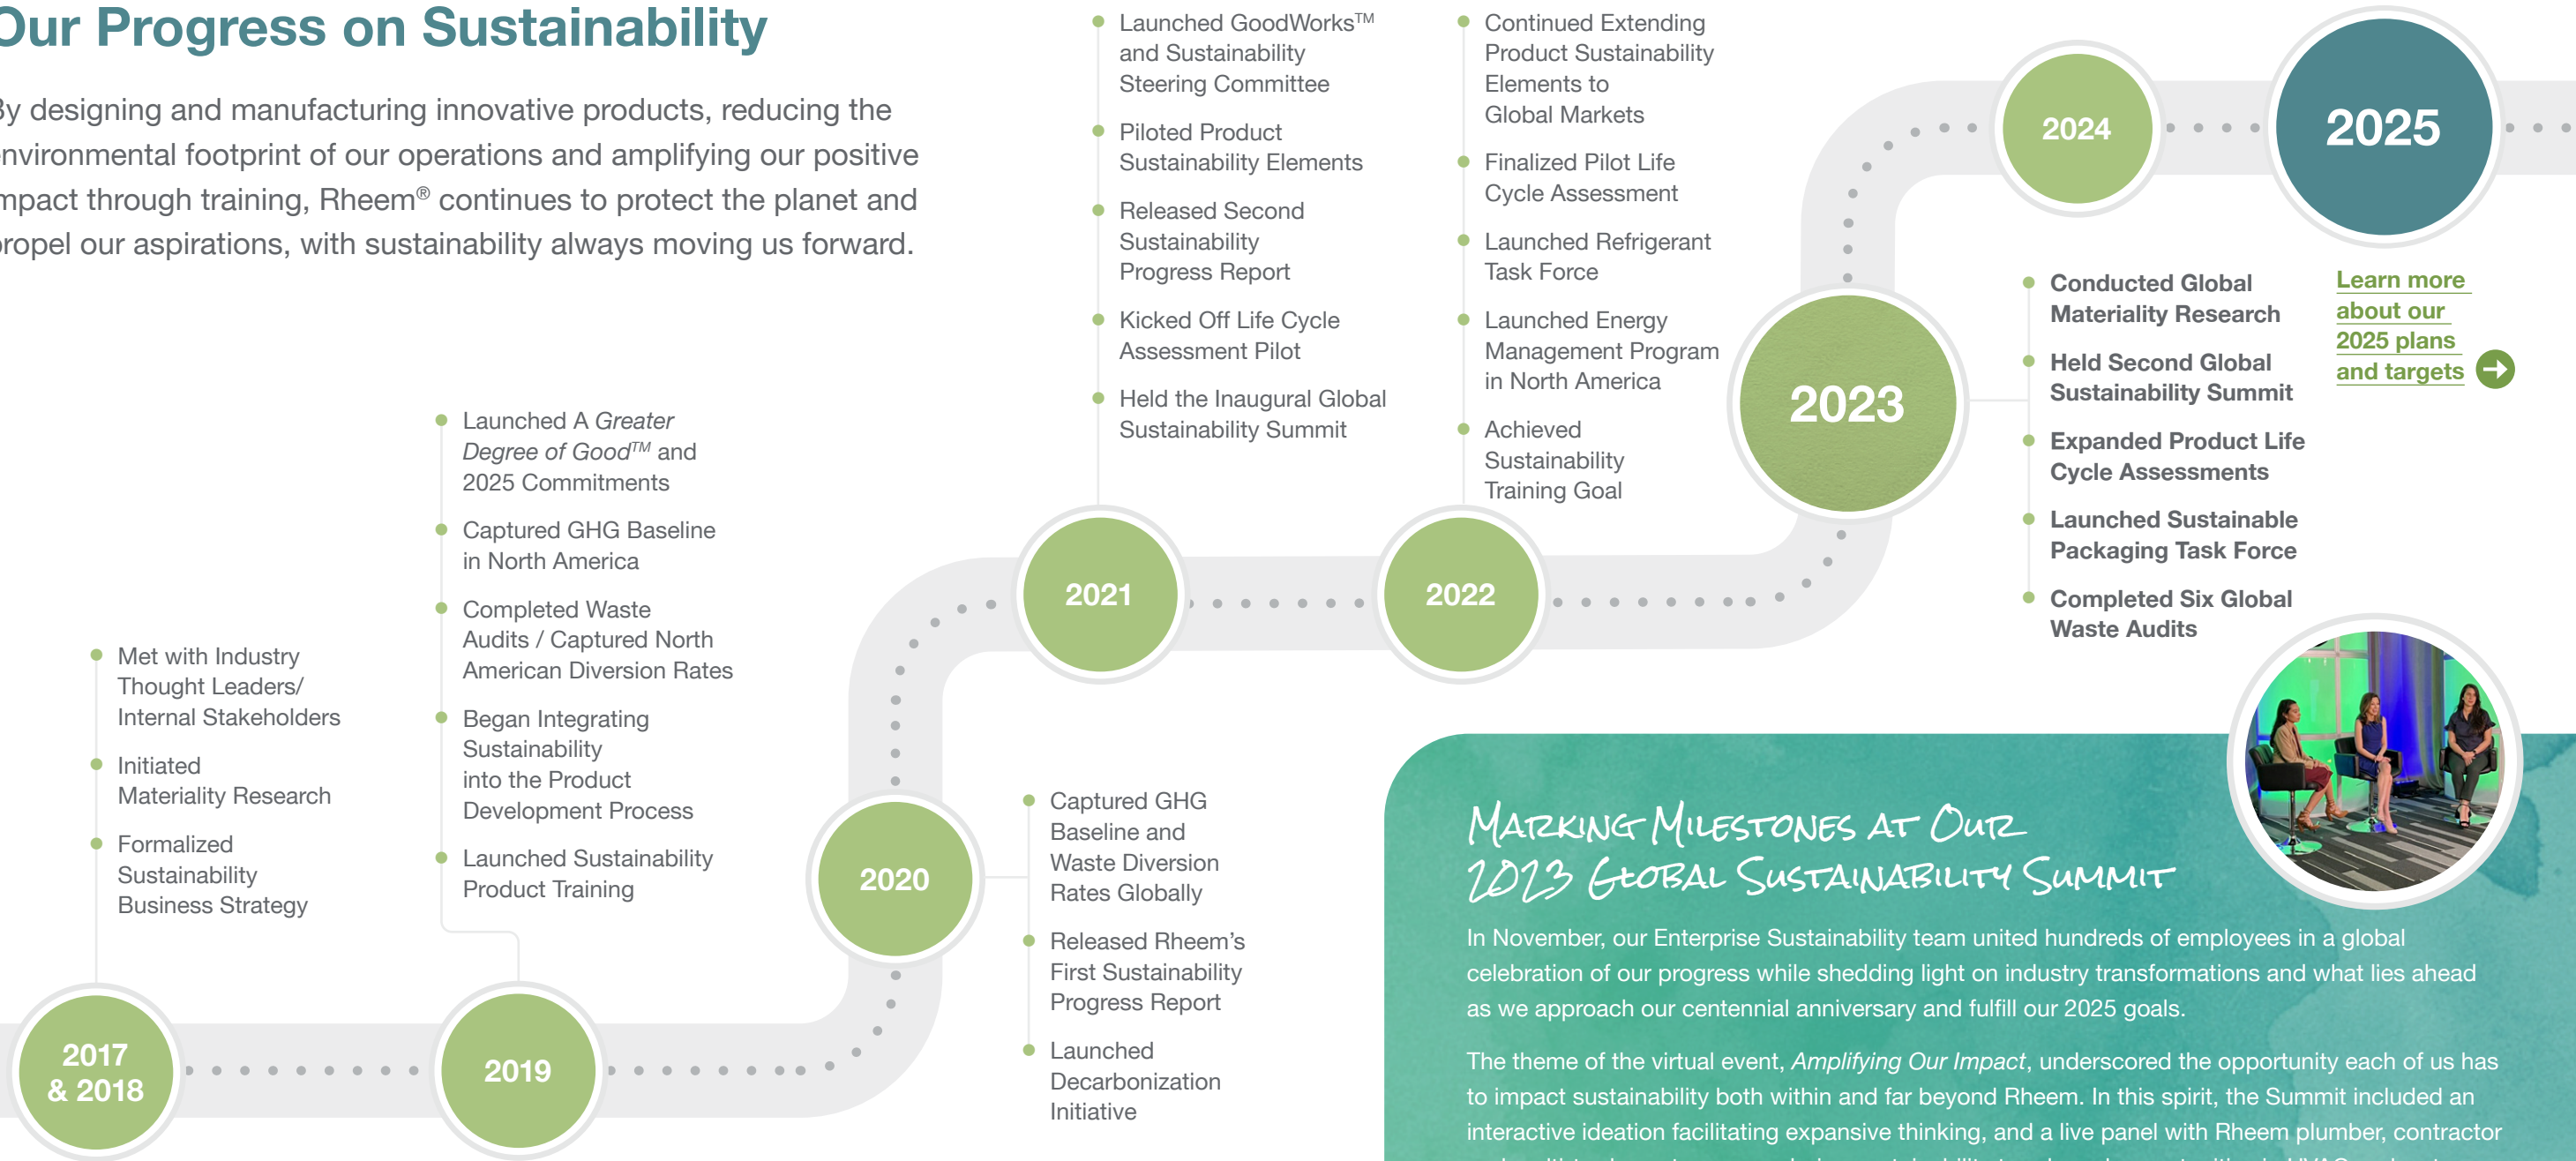 Our Progress on Sustainability
By designing and manufacturing innovative products, reducing the
environmental footprint of our operations and amplifying our positive
impact through training, Rheem® continues to protect the planet and
propel our aspirations, with sustainability always moving us forward.
2017
& 2018
Met with Industry
Thought Leaders/
Internal Stakeholders
Initiated
Materiality Research
Formalized
Sustainability
Business Strategy
2019
Launched A Greater
Degree of Good™ and
2025 Commitments
Captured GHG Baseline
in North America
Completed Waste
Audits / Captured North
American Diversion Rates
Began Integrating
Sustainability
into the Product
Development Process
Launched Sustainability
Product Training
2020
Captured GHG
Baseline and
Waste Diversion
Rates Globally
Released Rheem’s
First Sustainability
Progress Report
Launched
Decarbonization
Initiative
2021
Launched GoodWorks™
and Sustainability
Steering Committee
Piloted Product
Sustainability Elements
Released Second
Sustainability
Progress Report
Kicked Off Life Cycle
Assessment Pilot
Held the Inaugural Global
Sustainability Summit
2022
Continued Extending
Product Sustainability
Elements to
Global Markets
Finalized Pilot Life
Cycle Assessment
Launched Refrigerant
Task Force
Launched Energy
Management Program
in North America
Achieved
Sustainability
Training Goal
2023
Conducted Global
Materiality Research
Held Second Global
Sustainability Summit
Expanded Product Life
Cycle Assessments
Launched Sustainable
Packaging Task Force
Completed Six Global
Waste Audits
2024
2025
Learn more
about our
2025 plans
and targets
Marking Milestones at Our
2023 Global Sustainability Summit
In November, our Enterprise Sustainability team united hundreds of employees in a global
celebration of our progress while shedding light on industry transformations and what lies ahead
as we approach our centennial anniversary and fulfill our 2025 goals.
The theme of the virtual event, Amplifying Our Impact, underscored the opportunity each of us has
to impact sustainability both within and far beyond Rheem. In this spirit, the Summit included an
interactive ideation facilitating expansive thinking, and a live panel with Rheem plumber, contractor